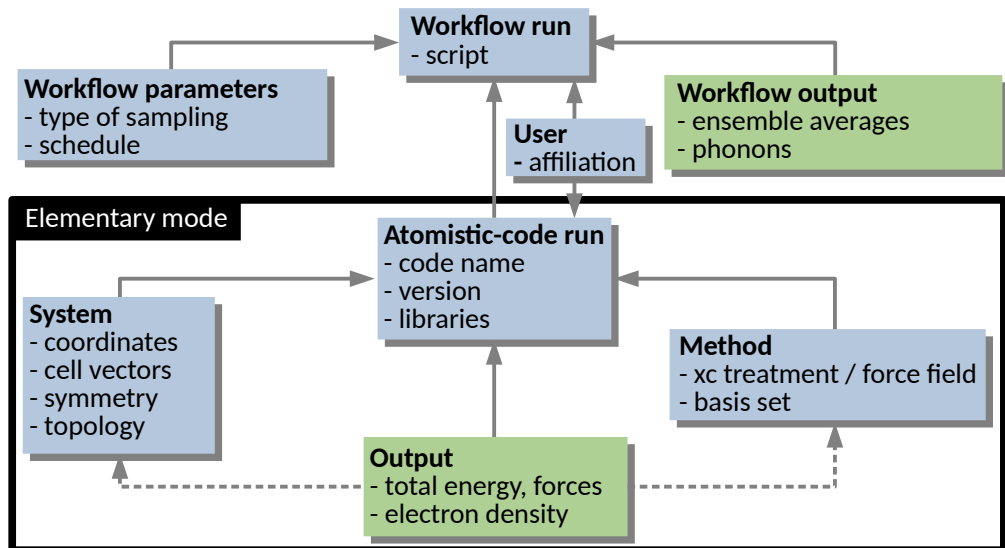 Workflow run
- script
Workflow parameters
- type of sampling
- schedule
Workflow output
- ensemble averages
- phonons
User
- affiliation
Elementary mode
Atomistic-code run
- code name
- version
- libraries
System
- coordinates
- cell vectors
- symmetry
- topology
Method
- xc treatment / force field
- basis set
Output
- total energy, forces
- electron density